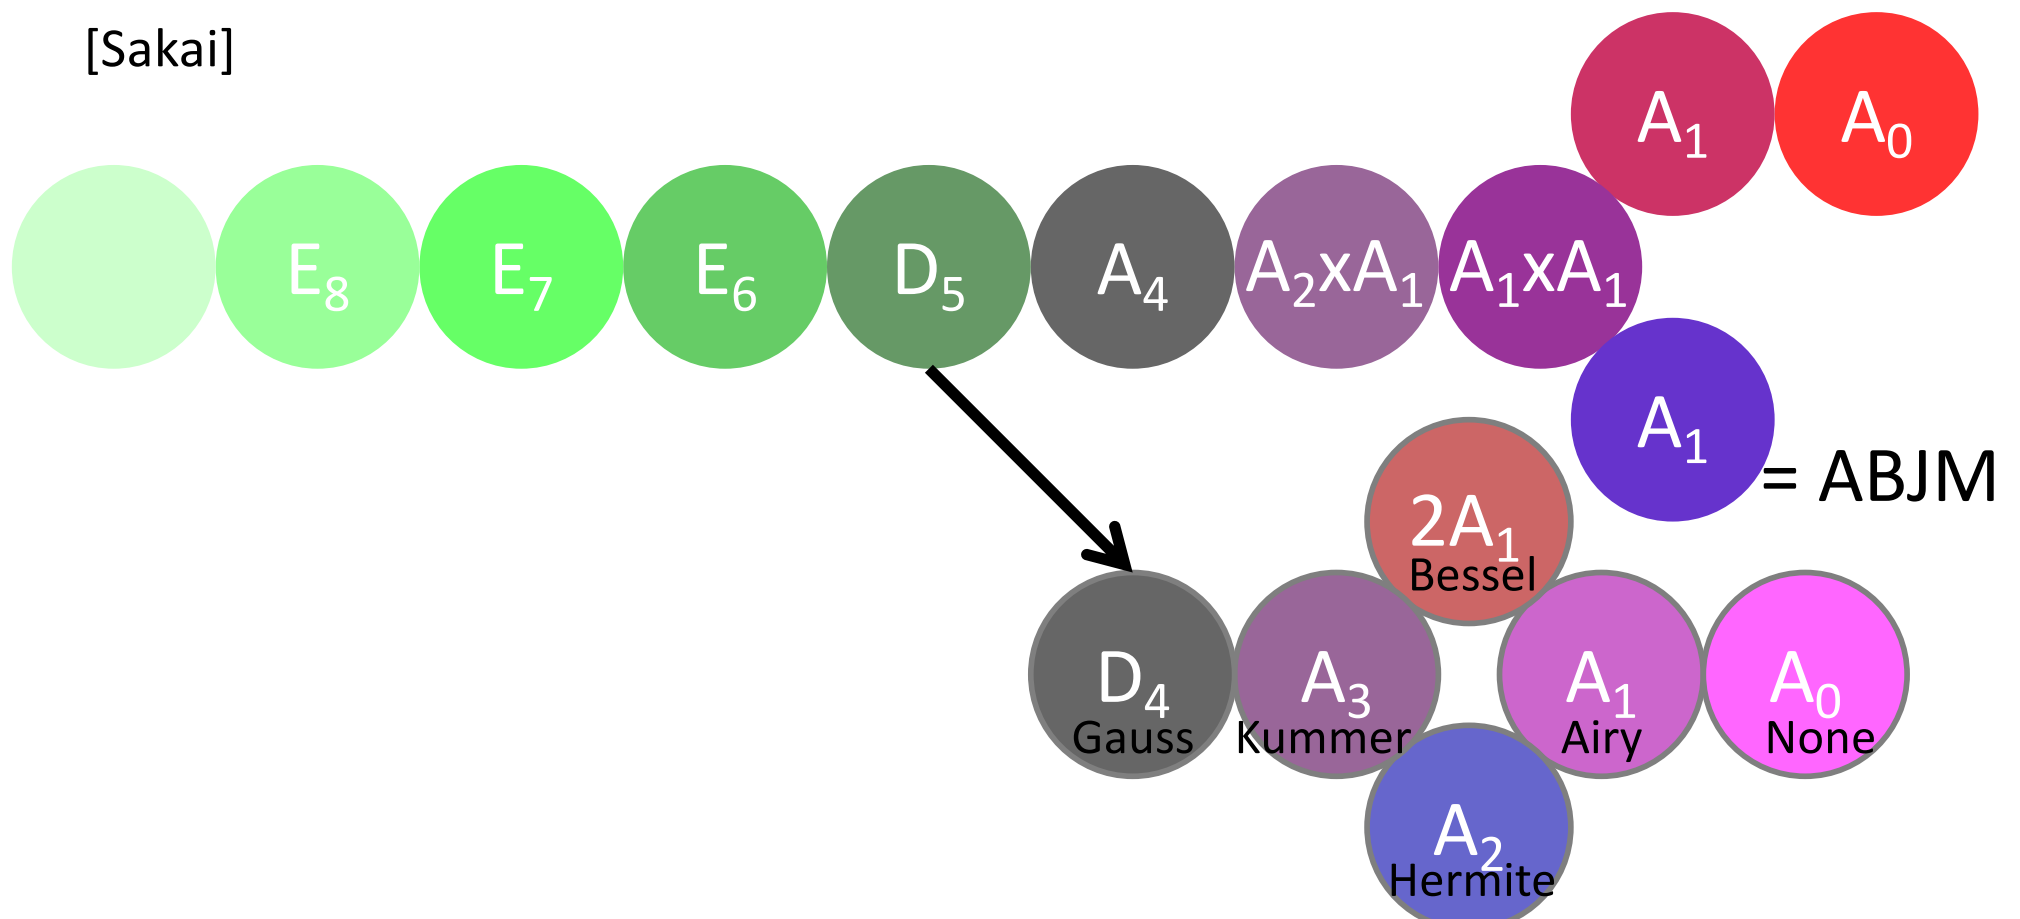 [Sakai]
A₁
A₀
E₈
E₇
E₆
D₅
A₄
A₂xA₁
A₁xA₁
A₁
= ABJM
2A₁
Bessel
D₄
Gauss
A₃
Kummer
A₁
Airy
A₀
None
A₂
Hermite